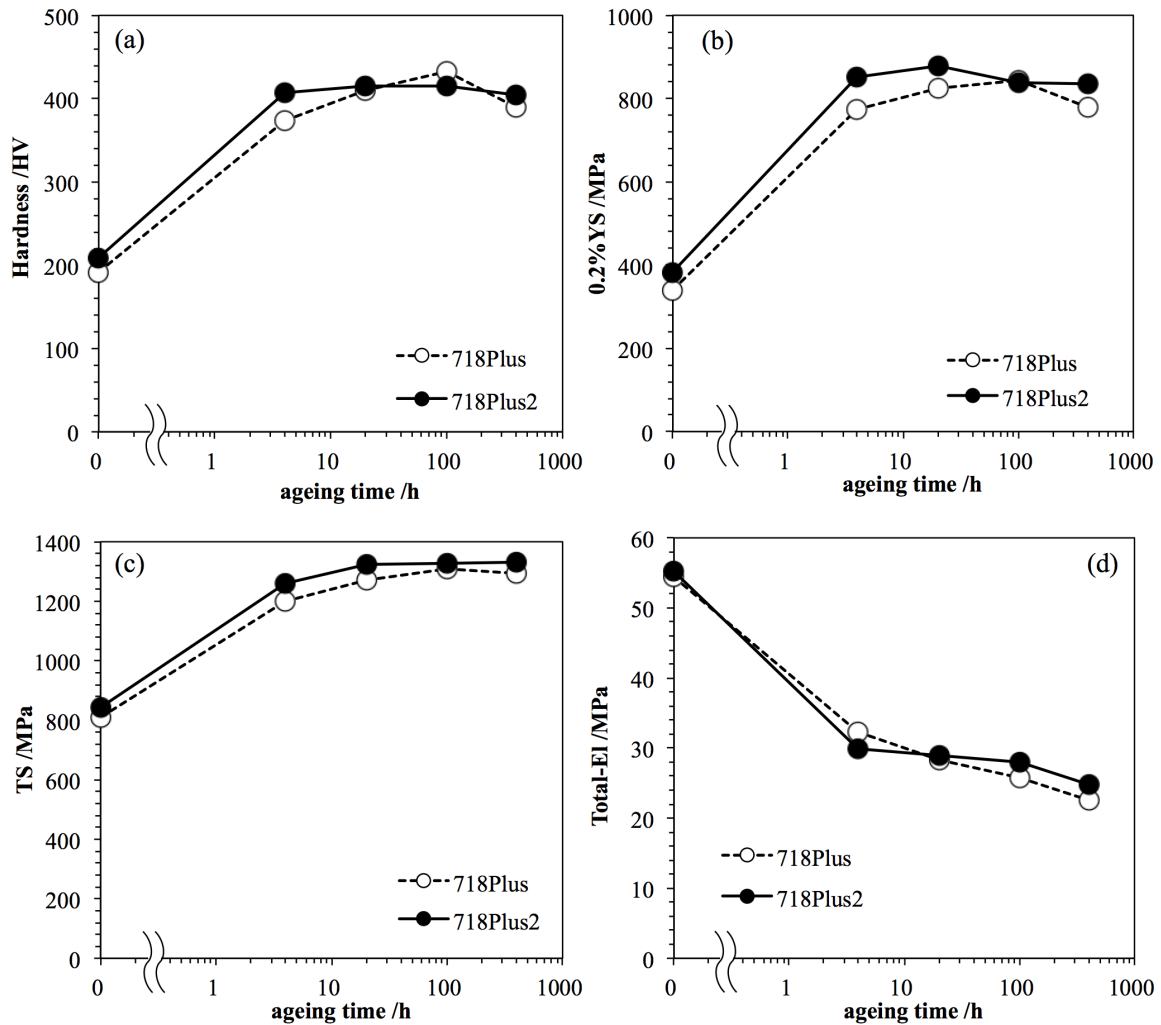 (a)
500
400
300
200
100
0
Hardness /HV
718Plus
718Plus2
0 1 10 100 1000
ageing time /h
(b)
1000
800
600
400
200
0
0.2%YS /MPa
718Plus
718Plus2
0 1 10 100 1000
ageing time /h
(c)
1400
1200
1000
800
600
400
200
0
TS /MPa
718Plus
718Plus2
0 1 10 100 1000
ageing time /h
(d)
60
50
40
30
20
10
0
Total-El /MPa
718Plus
718Plus2
0 1 10 100 1000
ageing time /h